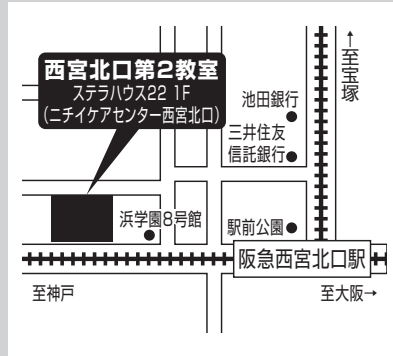 西宮北口第2教室
ステラハウス22 1F
(ニチイケアセンター西宮北口)
↑至宝塚
池田銀行
三井住友
信託銀行
浜学園8号館
駅前公園
阪急西宮北口駅
至神戸
至大阪→